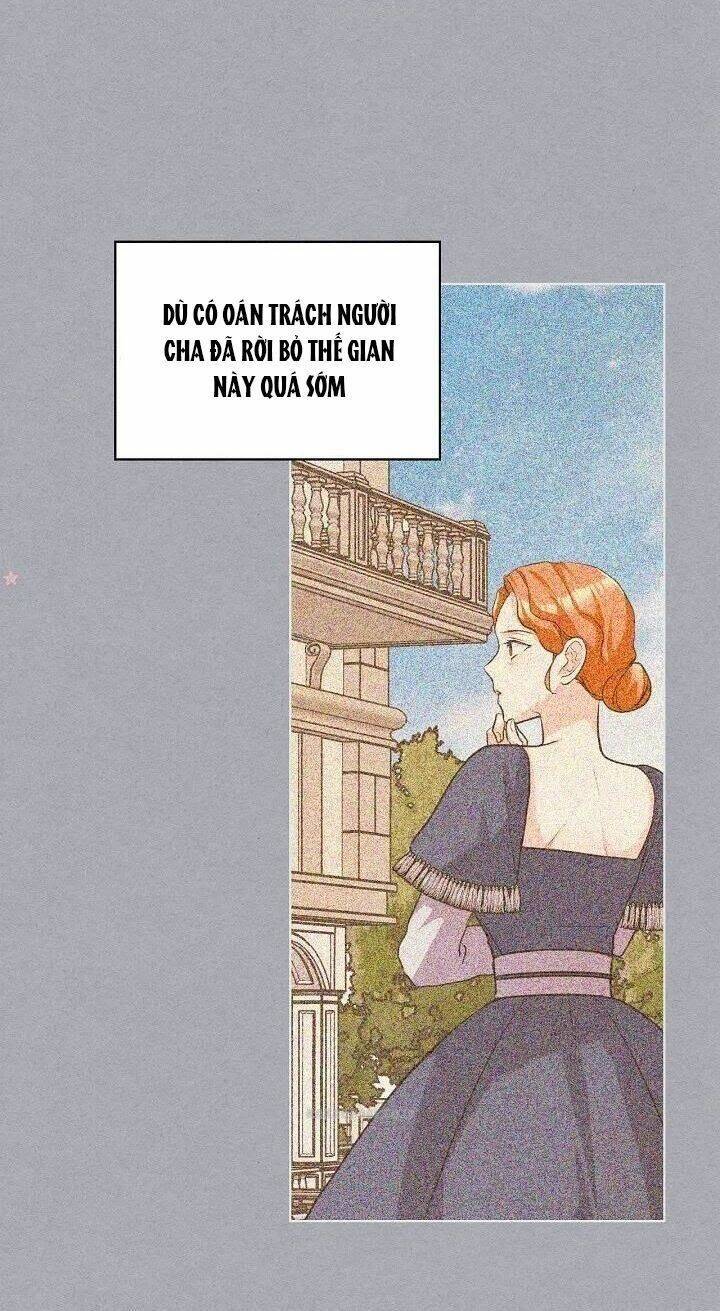 DÙ CÓ OÁN TRÁCH NGƯỜI
CHA ĐÃ RỜI BỎ THẾ GIAN
NÀY QUÁ SỚM